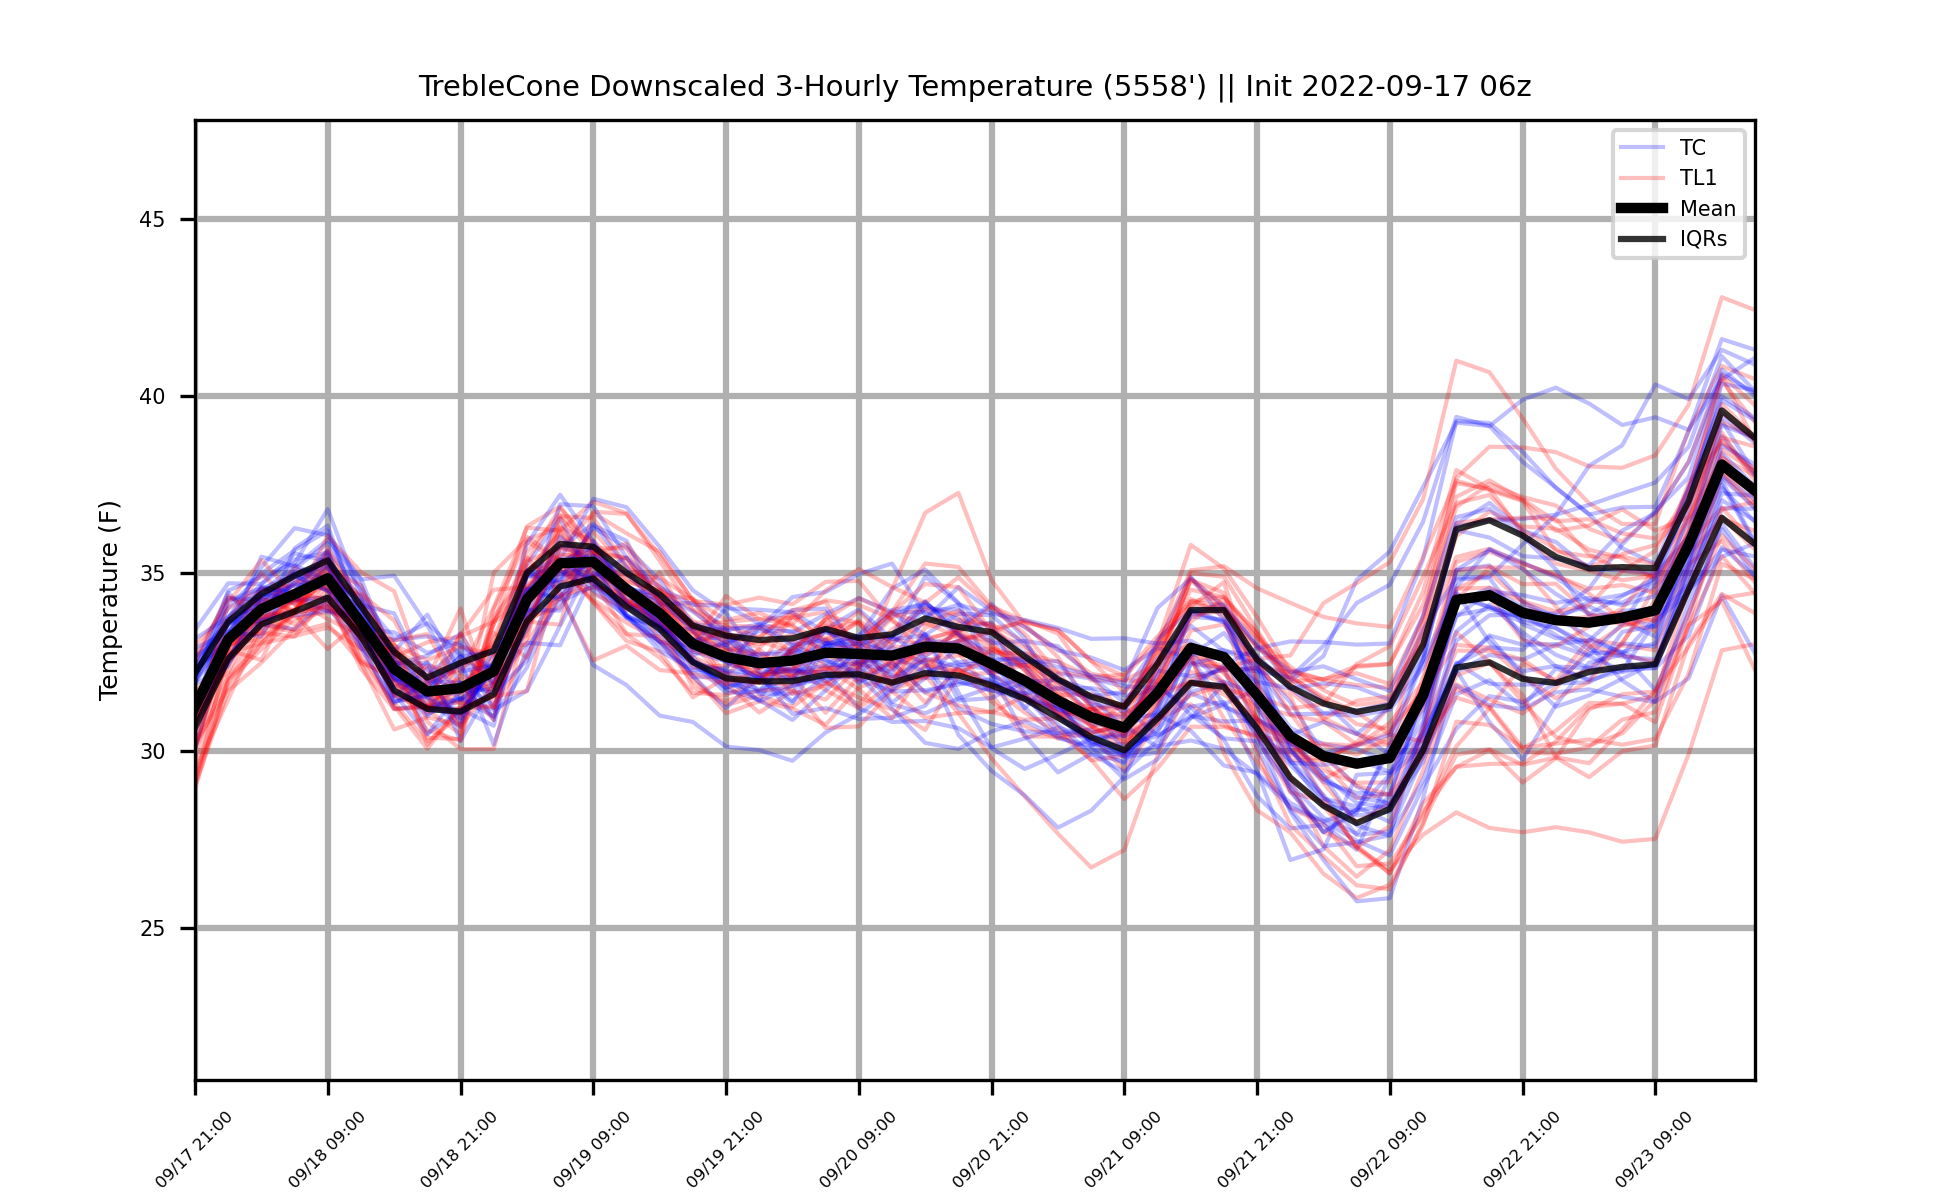 TrebleCone Downscaled 3-Hourly Temperature (5558') || Init 2022-09-17 06z
TC
TL1
Mean
IQRs
Temperature (F)
45
40
35
30
25
09/17 21:00
09/18 09:00
09/18 21:00
09/19 09:00
09/19 21:00
09/20 09:00
09/20 21:00
09/21 09:00
09/21 21:00
09/22 09:00
09/22 21:00
09/23 09:00